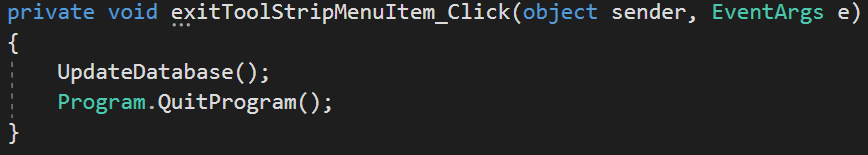 private void exitToolStripMenuItem_Click(object sender, EventArgs e)
{
    UpdateDatabase();
    Program.QuitProgram();
}